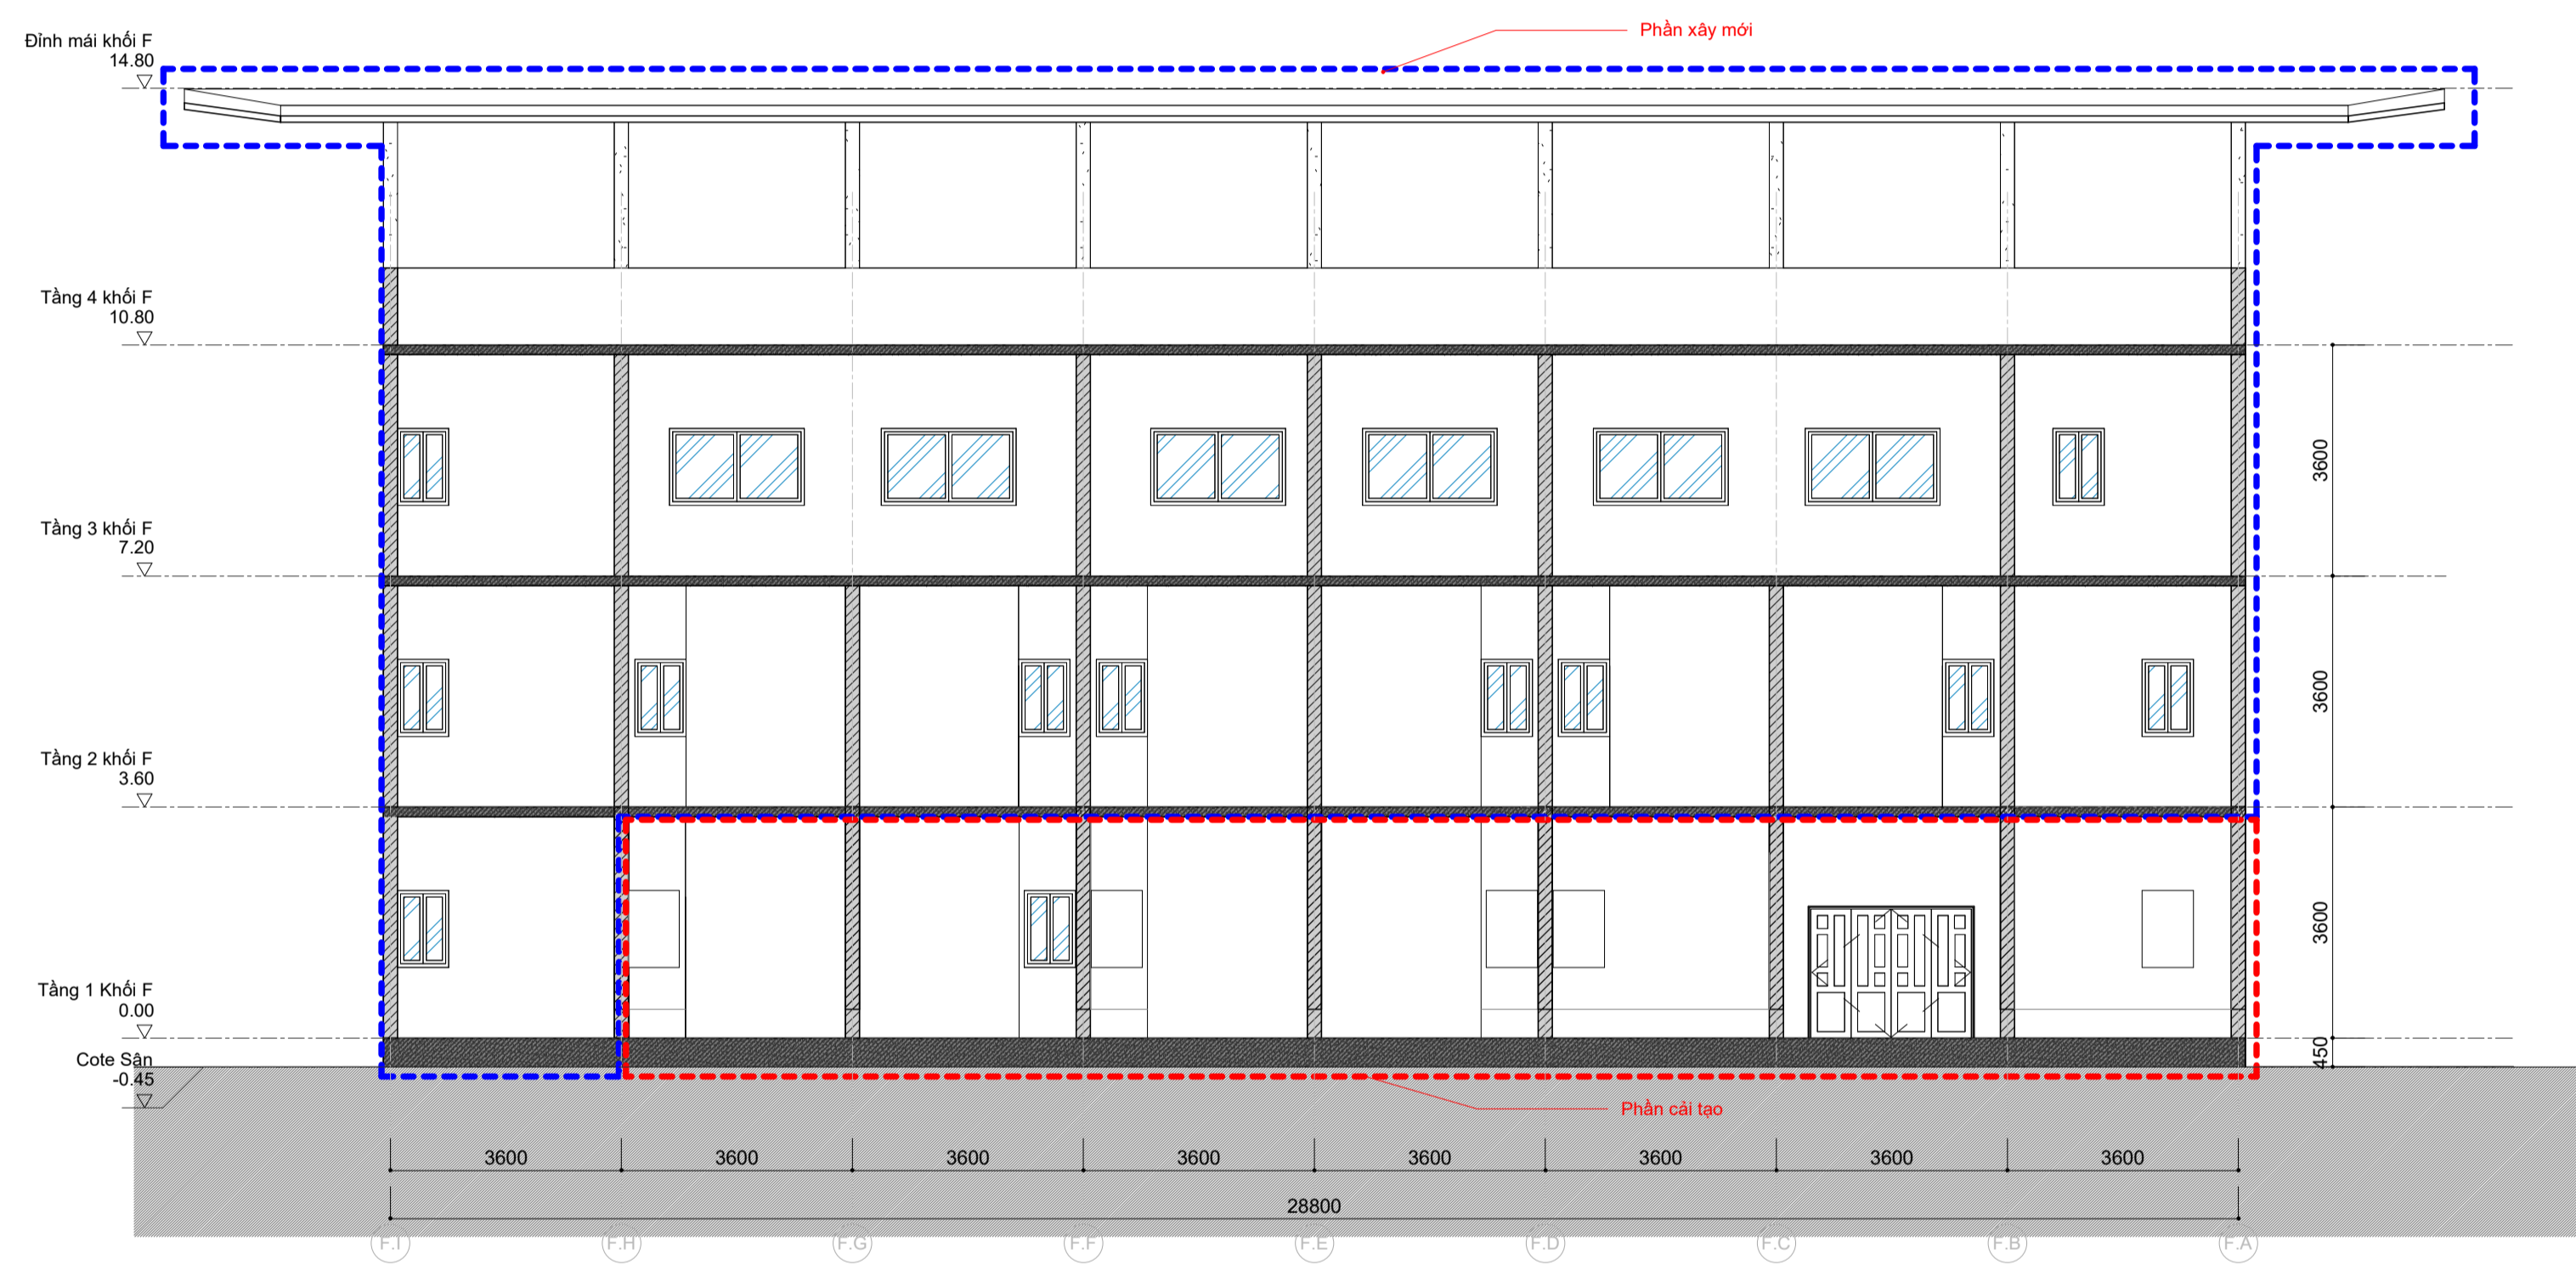 Phần xây mới
Đỉnh mái khối F
14.80
Tầng 4 khối F
10.80
3600
Tầng 3 khối F
7.20
3600
Tầng 2 khối F
3.60
3600
Tầng 1 Khối F
0.00
450
Cote Sân
-0.45
Phần cải tạo
3600 3600 3600 3600 3600 3600 3600 3600
28800
F.I F.H F.G F.F F.E F.D F.C F.B F.A